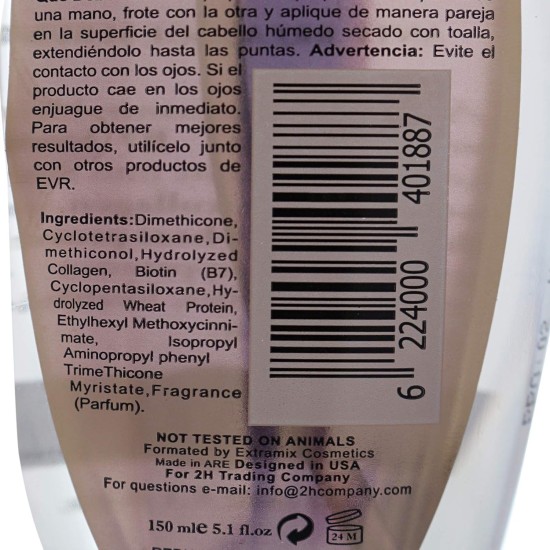 una mano, frote con la otra y aplique de manera pareja
en la superficie del cabello húmedo secado con toalla,
extendiéndolo hasta las puntas. Advertencia: Evite el
contacto con los ojos. Si el
producto cae en los ojos
enjuague de inmediato.
Para obtener mejores
resultados, utilícelo junto
con otros productos de
EVR.
Ingredients:Dimethicone,
Cyclotetrasiloxane,Di-
methiconol,Hydrolyzed
Collagen, Biotin (B7),
Cyclopentasiloxane,Hy-
drolyzed Wheat Protein,
Ethylhexyl Methoxycinni-
mate, Isopropyl
Aminopropyl phenyl
TrimeThicone
Myristate,Fragrance
(Parfum).
6 224000 401887
NOT TESTED ON ANIMALS
Formated by Extramix Cosmetics
Made in ARE Designed in USA
For 2H Trading Company
For questions e-mail: info@2hcompany.com
150 mle 5.1 fl.oz
24 M